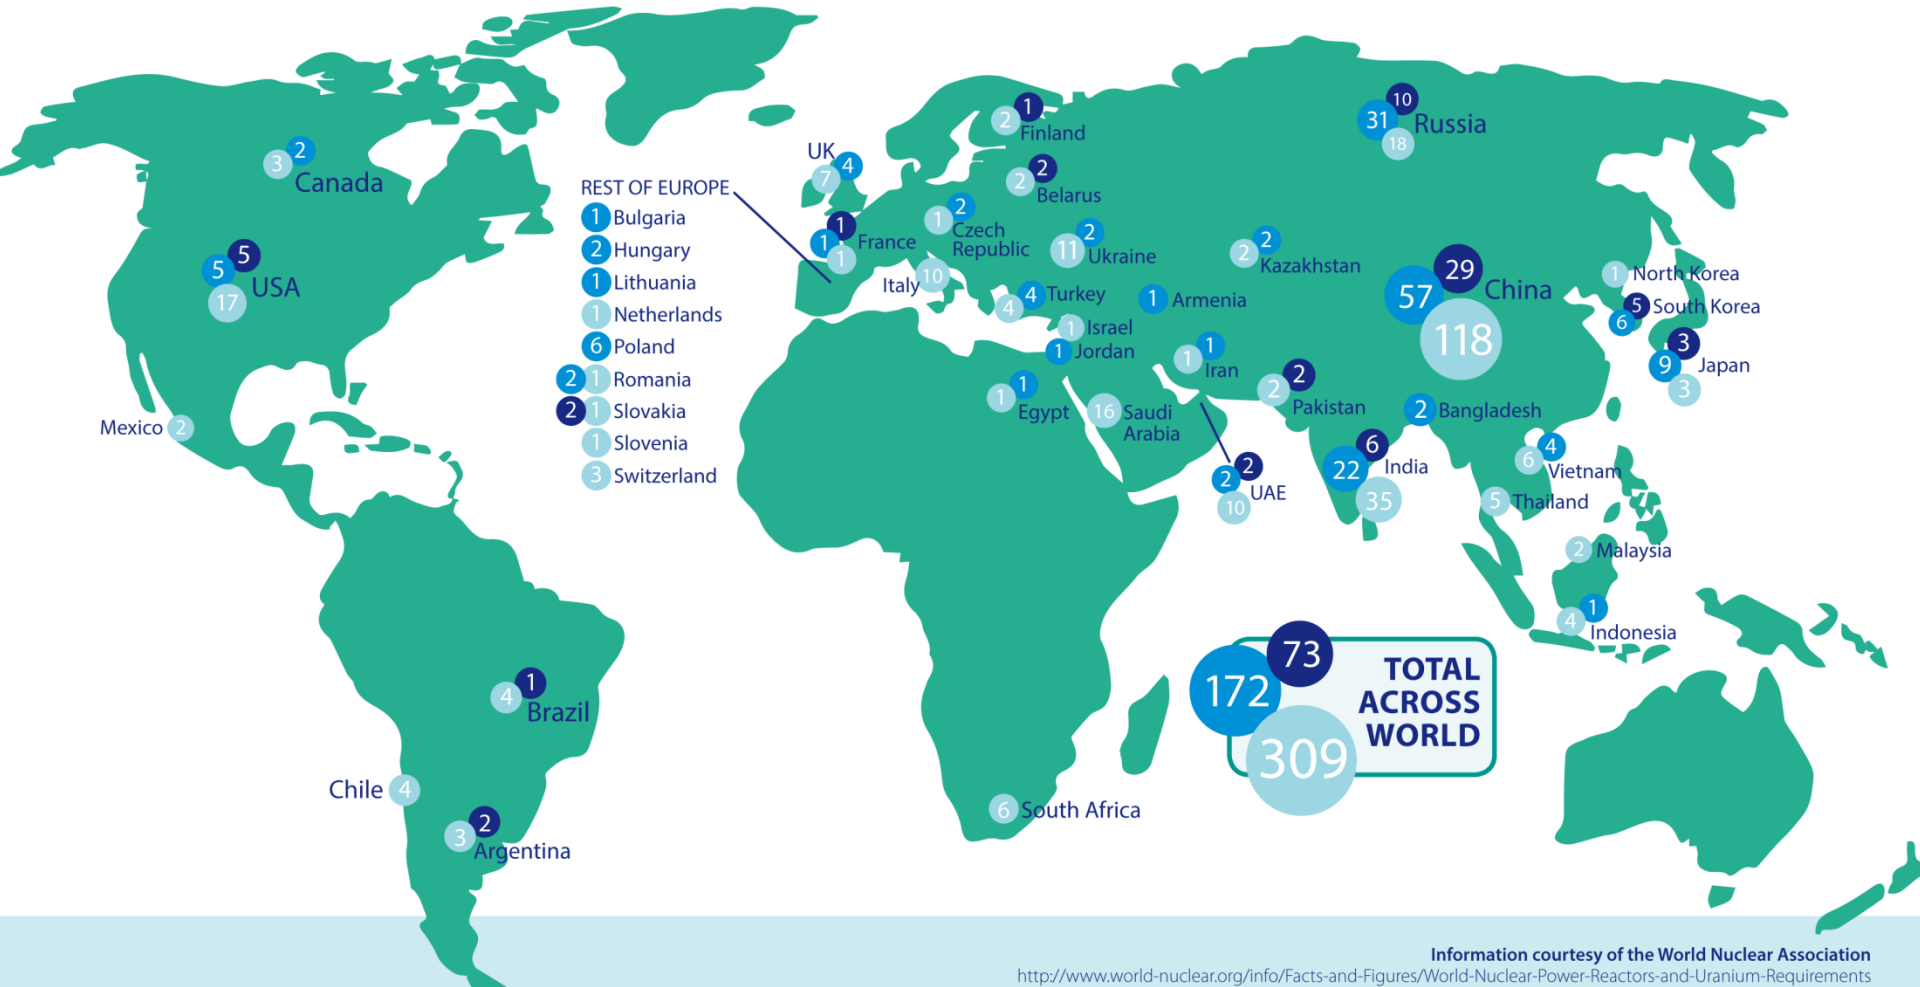 2
3
Canada
5
5
USA
17
Mexico 2
1
4
Brazil
Chile 4
2
3
Argentina
REST OF EUROPE
1 Bulgaria
2 Hungary
1 Lithuania
1 Netherlands
6 Poland
2 1 Romania
2 1 Slovakia
1 Slovenia
3 Switzerland
UK 4
7
1
1 France
1
1
2
Finland
2
2
Belarus
2
1
Czech
Republic
2
11
Ukraine
Italy 10
4 Turkey
4
1 Armenia
1 Israel
1 Jordan
1
1
Egypt
16 Saudi
Arabia
1
1
Iran
2
2
UAE
10
6 South Africa
10
31 Russia
18
2
2
Kazakhstan
29
57 China
118
2
2
Pakistan
2 Bangladesh
6
22 India
35
1 North Korea
5 South Korea
6
3
9 Japan
3
4
6
Vietnam
5 Thailand
2 Malaysia
1
4
Indonesia
73
172
309
TOTAL
ACROSS
WORLD
Information courtesy of the World Nuclear Association
http://www.world-nuclear.org/info/Facts-and-Figures/World-Nuclear-Power-Reactors-and-Uranium-Requirements